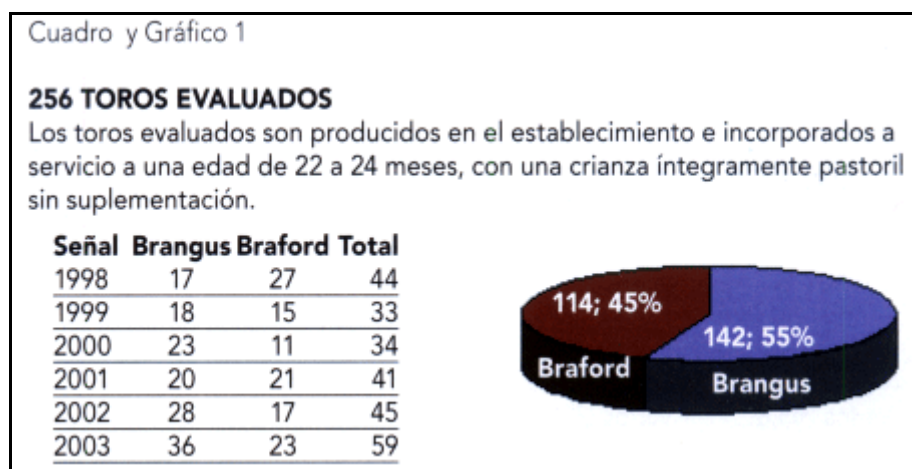 Cuadro y Gráfico 1
256 TOROS EVALUADOS
Los toros evaluados son producidos en el establecimiento e incorporados a
servicio a una edad de 22 a 24 meses, con una crianza íntegramente pastoril
sin suplementación.
Señal Brangus Braford Total
1998 17 27 44
1999 18 15 33
2000 23 11 34
2001 20 21 41
2002 28 17 45
2003 36 23 59
114; 45%
142; 55%
Braford
Brangus